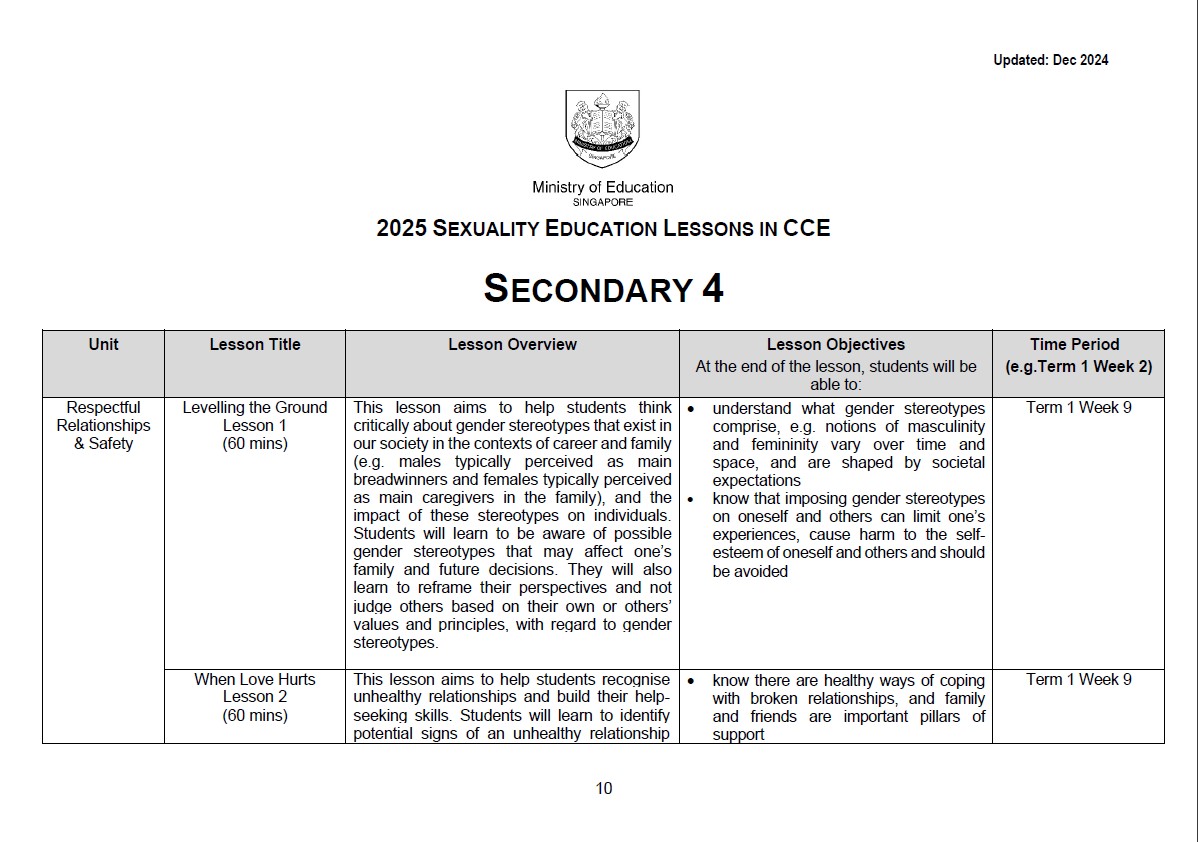 Updated: Dec 2024
MINISTRY OF EDUCATION
SINGAPORE
Ministry of Education
SINGAPORE
2025 SEXUALITY EDUCATION LESSONS IN CCE
SECONDARY 4
Unit
Lesson Title
Lesson Overview
Lesson Objectives
At the end of the lesson, students will be
able to:
Time Period
(e.g.Term 1 Week 2)
Respectful
Relationships
& Safety
Levelling the Ground
Lesson 1
(60 mins)
This lesson aims to help students think
critically about gender stereotypes that exist in
our society in the contexts of career and family
(e.g. males typically perceived as main
breadwinners and females typically perceived
as main caregivers in the family), and the
impact of these stereotypes on individuals.
Students will learn to be aware of possible
gender stereotypes that may affect one’s
family and future decisions. They will also
learn to reframe their perspectives and not
judge others based on their own or others’
values and principles, with regard to gender
stereotypes.
• understand what gender stereotypes
comprise, e.g. notions of masculinity
and femininity vary over time and
space, and are shaped by societal
expectations
• know that imposing gender stereotypes
on oneself and others can limit one’s
experiences, cause harm to the self-
esteem of oneself and others and should
be avoided
Term 1 Week 9
When Love Hurts
Lesson 2
(60 mins)
This lesson aims to help students recognise
unhealthy relationships and build their help-
seeking skills. Students will learn to identify
potential signs of an unhealthy relationship
• know there are healthy ways of coping
with broken relationships, and family
and friends are important pillars of
support
Term 1 Week 9
10